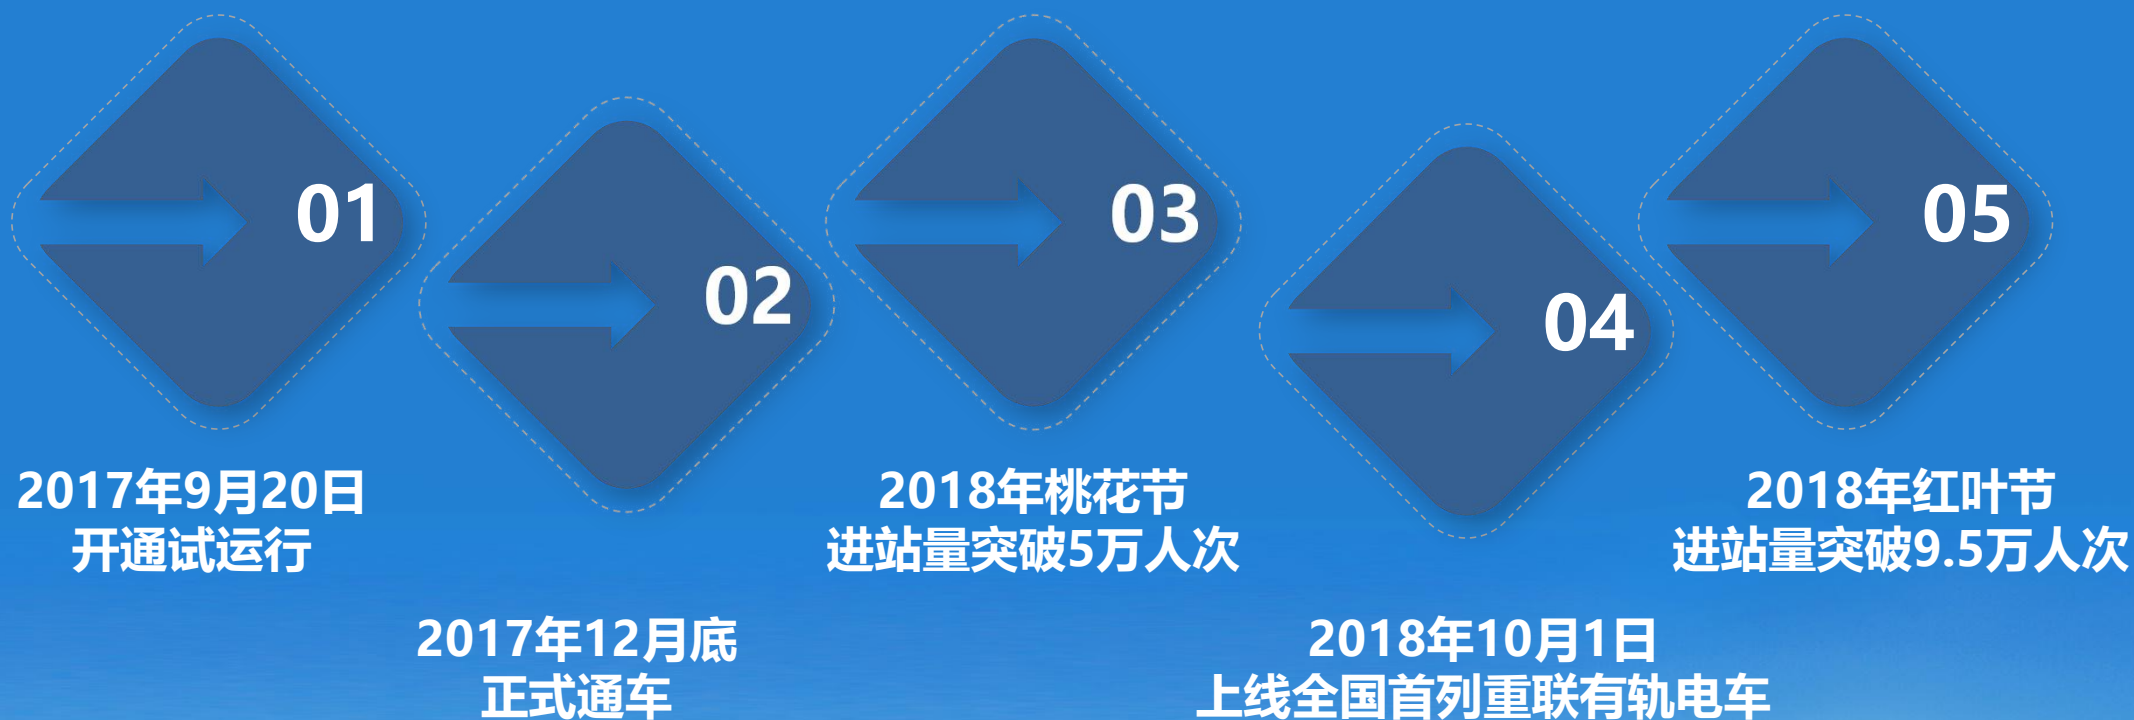 01
2017年9月20日
开通试运行
02
2017年12月底
正式通车
03
2018年桃花节
进站量突破5万人次
04
2018年10月1日
上线全国首列重联有轨电车
05
2018年红叶节
进站量突破9.5万人次